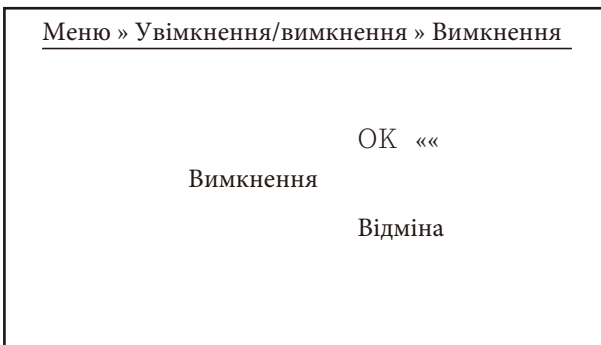 Меню » Увімкнення/вимкнення » Вимкнення
OK ««
Вимкнення
Відміна